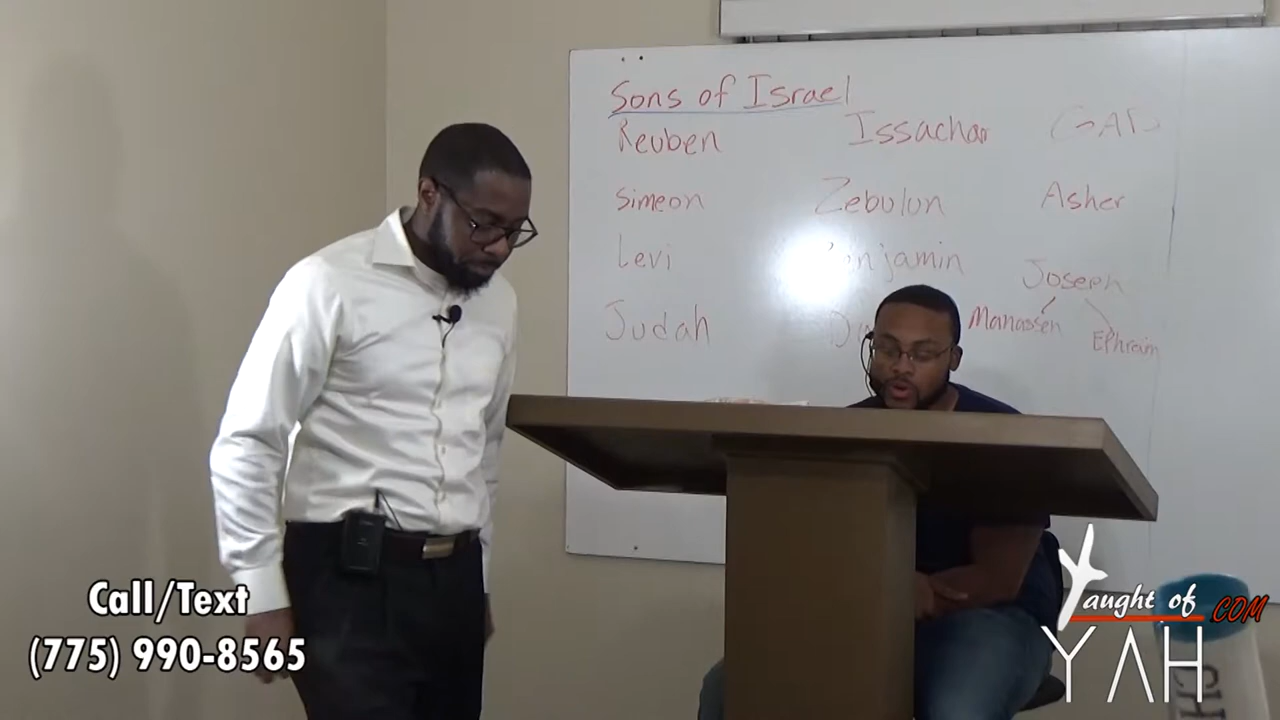 Sons of Israel
Reuben Issachar GAD
Simeon Zebulon Asher
Levi Joseph
Judah Manasseh Ephraim
Call/Text
(775) 990-8565
aught of .COM
YAH